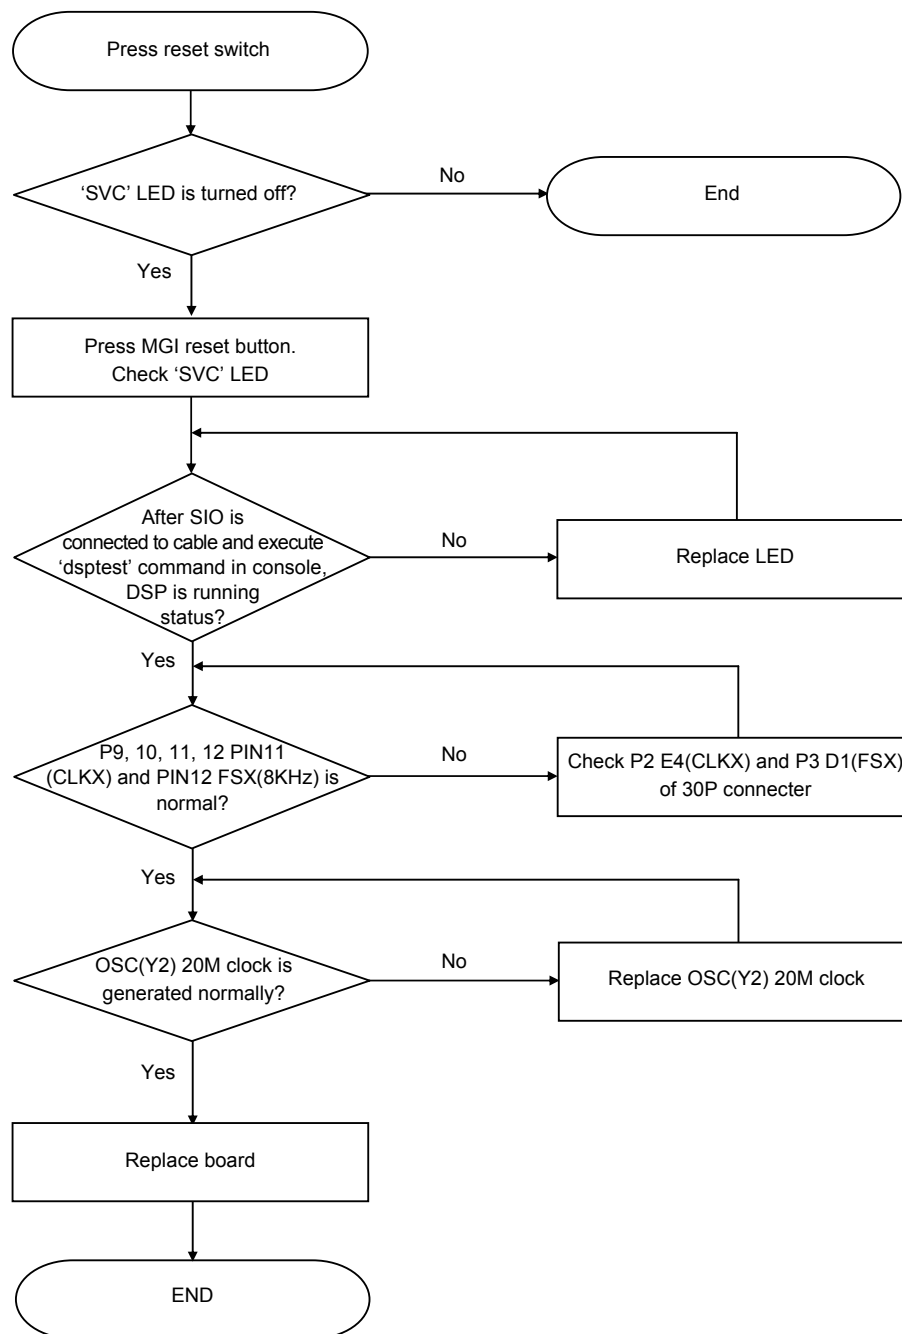 Press reset switch
‘SVC’ LED is turned off?
No
End
Yes
Press MGI reset button.
Check ‘SVC’ LED
After SIO is
connected to cable and execute
‘dsptest’ command in console,
DSP is running
status?
No
Replace LED
Yes
P9, 10, 11, 12 PIN11
(CLKX) and PIN12 FSX(8KHz) is
normal?
No
Check P2 E4(CLKX) and P3 D1(FSX)
of 30P connecter
Yes
OSC(Y2) 20M clock is
generated normally?
No
Replace OSC(Y2) 20M clock
Yes
Replace board
END